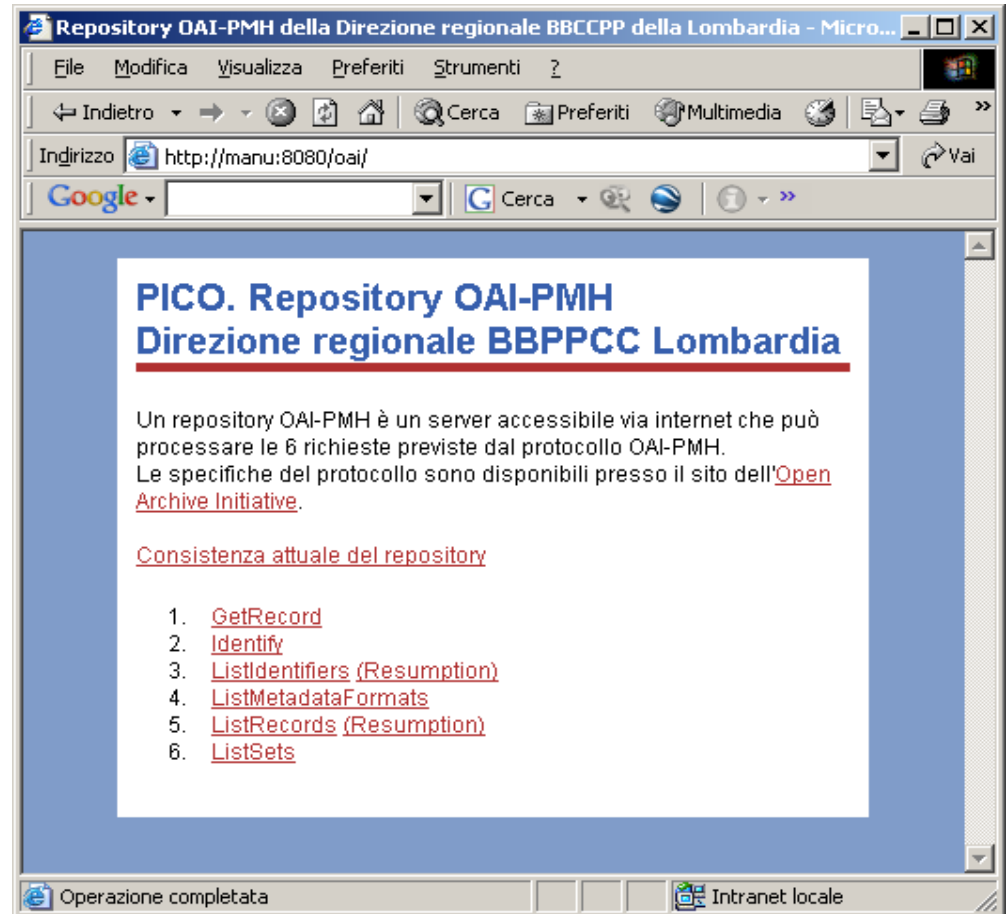 Repository OAI-PMH della Direzione regionale BBCCPP della Lombardia - Micro...
File Modifica Visualizza Preferiti Strumenti ?
Indietro Cerca Preferiti Multimedia »
Indirizzo http://manu:8080/oai/ Vai
Google G Cerca »
PICO. Repository OAI-PMH
Direzione regionale BBPPCC Lombardia
Un repository OAI-PMH è un server accessibile via internet che può
processare le 6 richieste previste dal protocollo OAI-PMH.
Le specifiche del protocollo sono disponibili presso il sito dell'Open
Archive Initiative.
Consistenza attuale del repository
1. GetRecord
2. Identify
3. ListIdentifiers (Resumption)
4. ListMetadataFormats
5. ListRecords (Resumption)
6. ListSets
Operazione completata Intranet locale